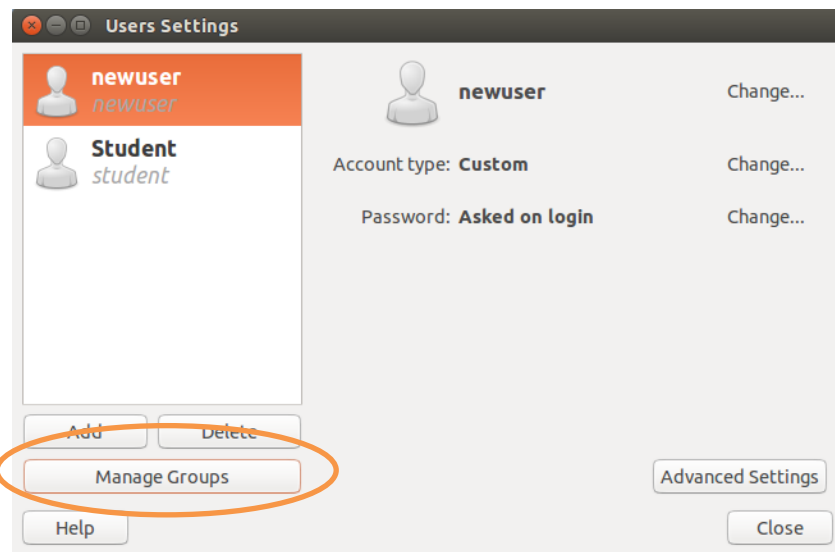 Users Settings
newuser
newuser
Student
student
newuser Change...
Account type: Custom Change...
Password: Asked on login Change...
Add Delete
Manage Groups Advanced Settings
Help Close